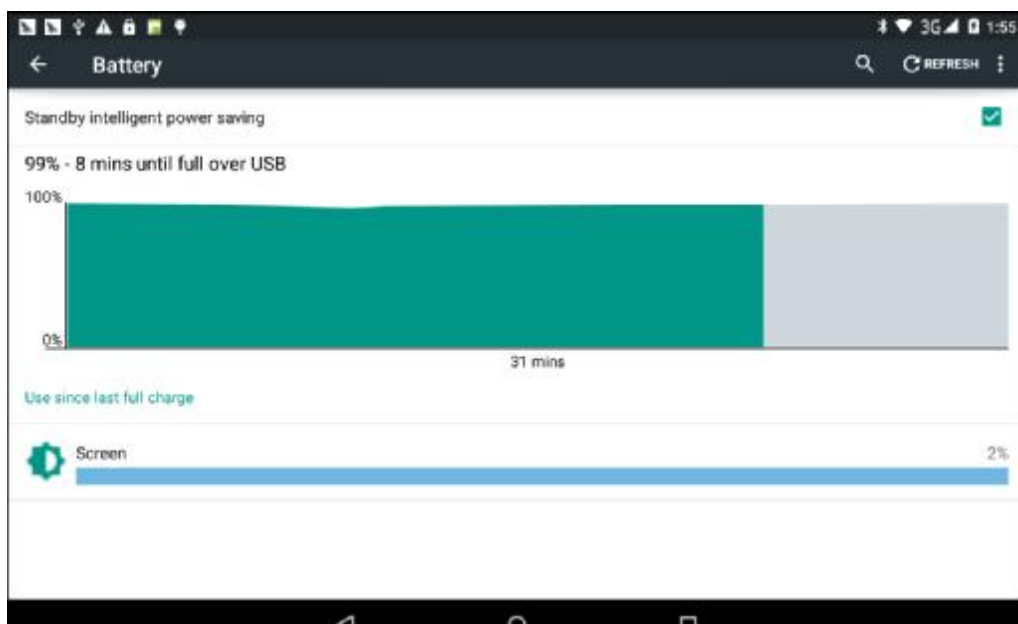 3G 1:55
Battery REFRESH
Standby intelligent power saving
99% - 8 mins until full over USB
100%
0%
31 mins
Use since last full charge
Screen 2%